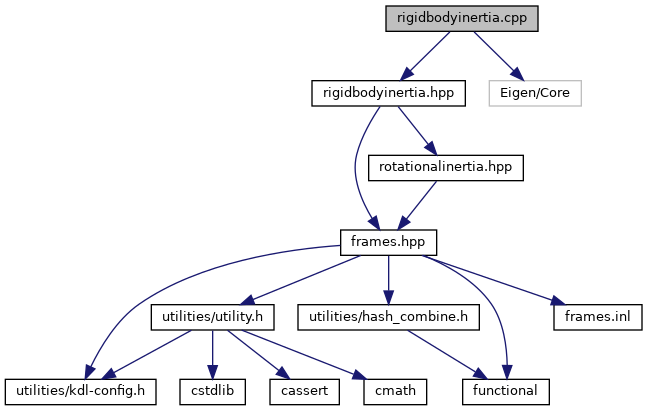 rigidbodyinertia.cpp
rigidbodyinertia.hpp
Eigen/Core
rotationalinertia.hpp
frames.hpp
utilities/utility.h
utilities/hash_combine.h
frames.inl
utilities/kdl-config.h
cstdlib
cassert
cmath
functional